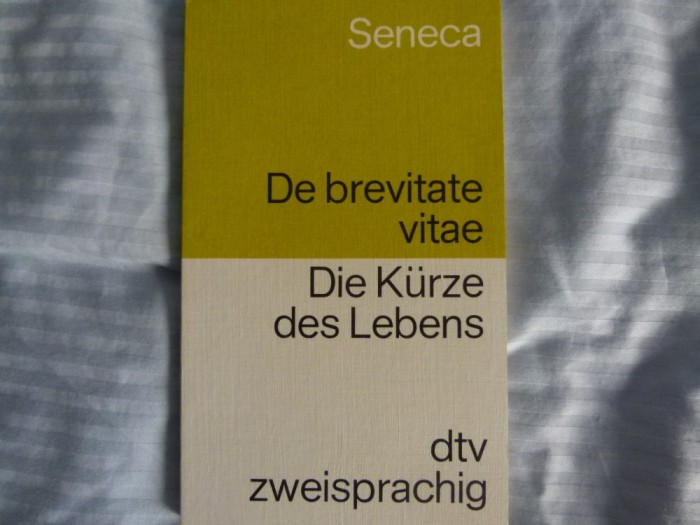 Seneca
De brevitate
vitae
Die Kürze
des Lebens
dtv
zweisprachig